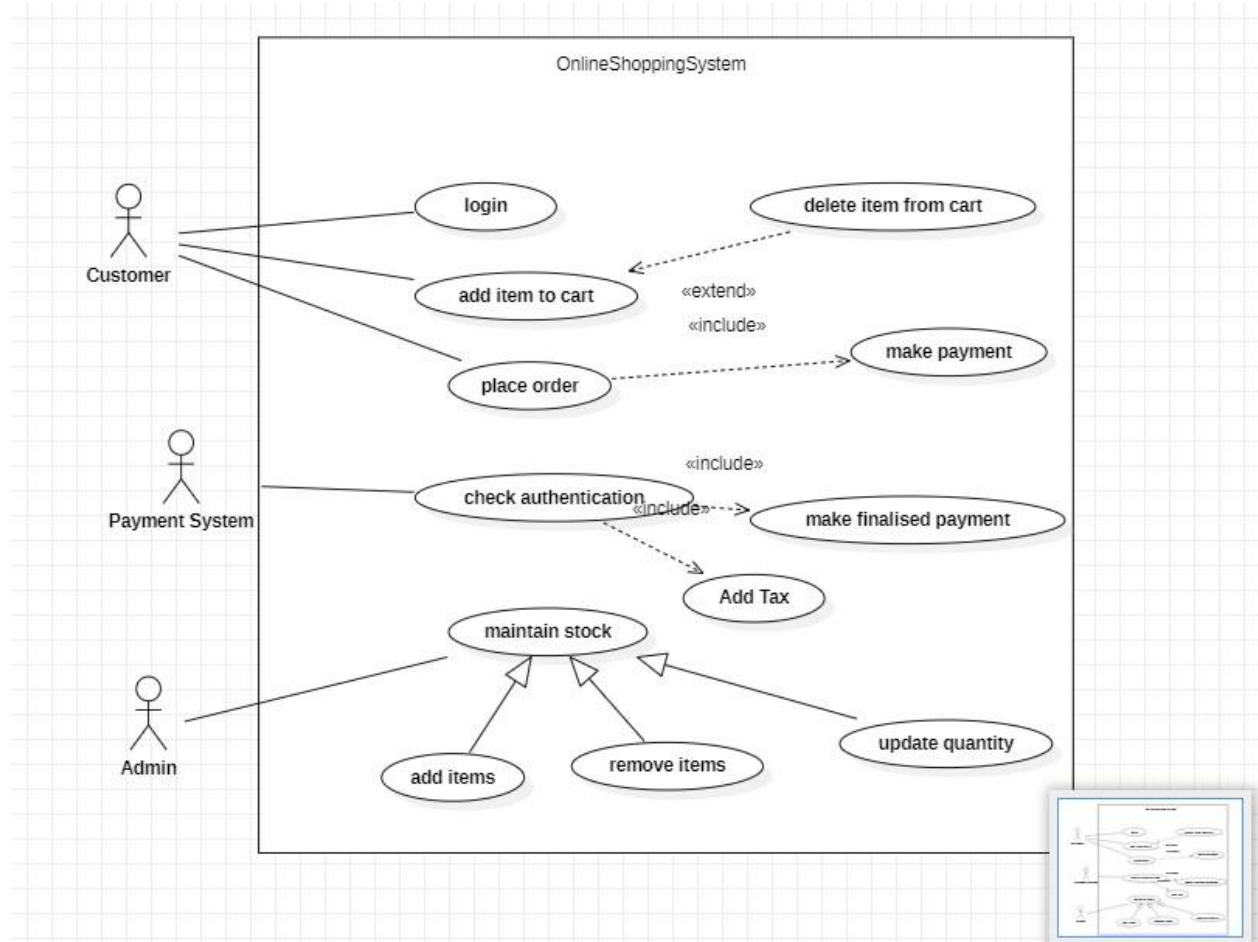 OnlineShoppingSystem
login
delete item from cart
Customer
add item to cart
«extend»
«include»
make payment
place order
«include»
check authentication
«include»
Payment System
make finalised payment
Add Tax
maintain stock
update quantity
Admin
add items
remove items